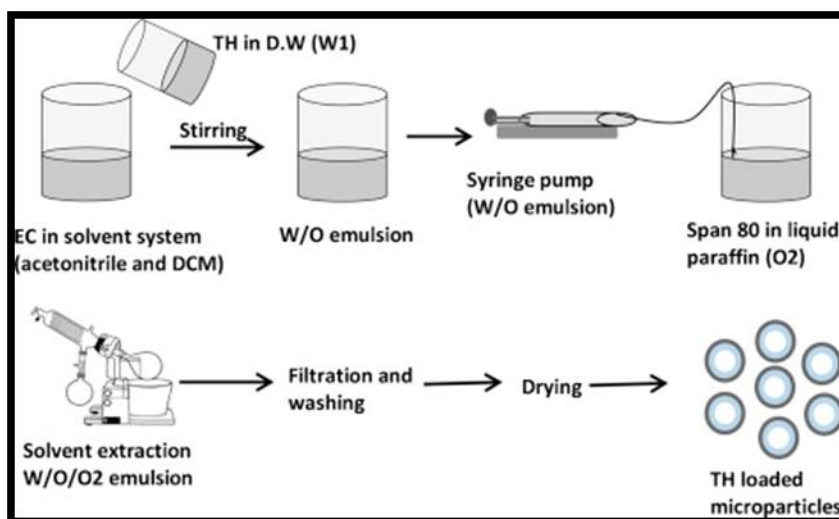 TH in D.W (W1)
Stirring
EC in solvent system
(acetonitrile and DCM)
W/O emulsion
Syringe pump
(W/O emulsion)
Span 80 in liquid
paraffin (O2)
Solvent extraction
W/O/O2 emulsion
Filtration and
washing
Drying
TH loaded
microparticles